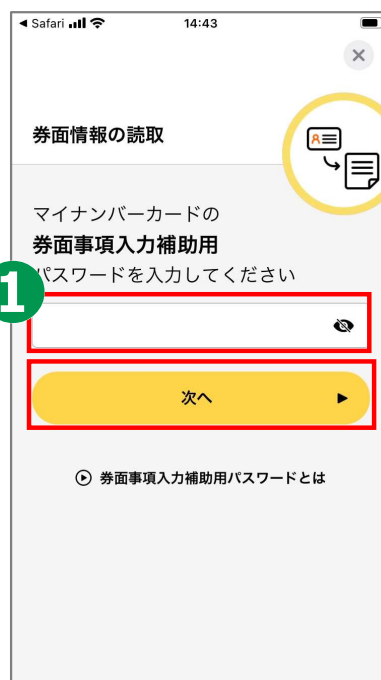 Safari 14:43
券面情報の読取
マイナンバーカードの
券面事項入力補助用
パスワードを入力してください
1
次へ
券面事項入力補助用パスワードとは